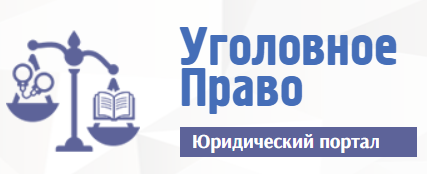 Уголовное
Право
Юридический портал